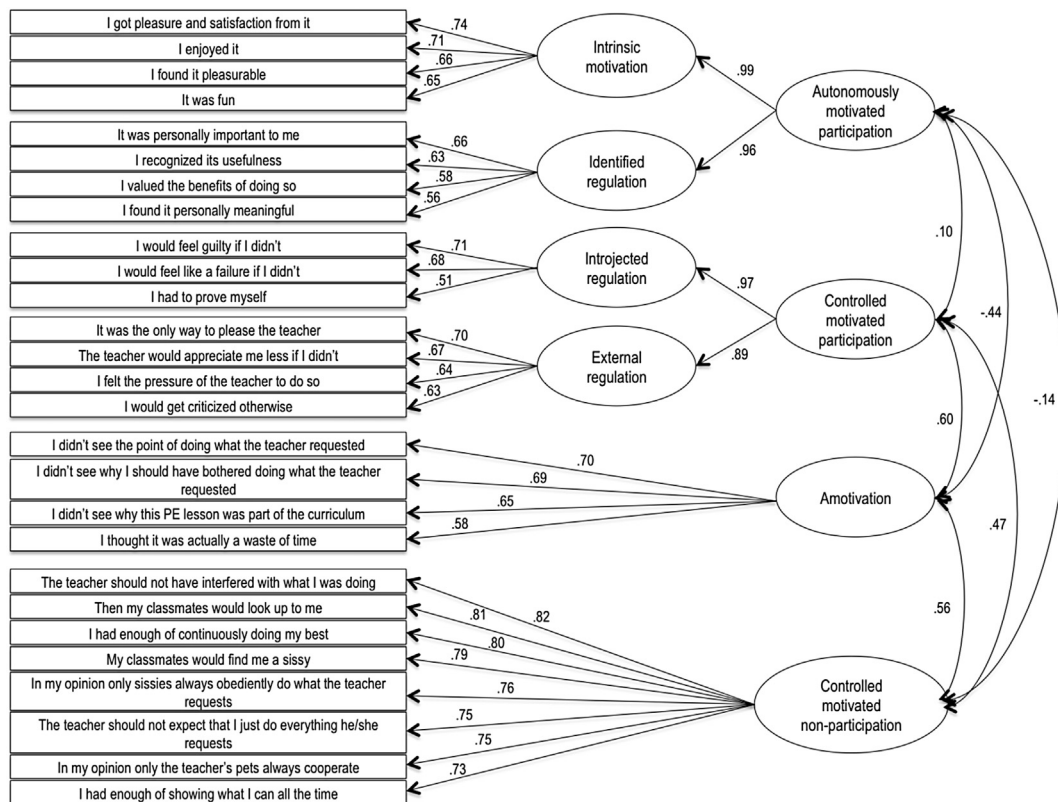 I got pleasure and satisfaction from it
I enjoyed it
I found it pleasurable
It was fun
.74
.71
.66
.65
Intrinsic
motivation
.99
Autonomously
motivated
participation
It was personally important to me
I recognized its usefulness
I valued the benefits of doing so
I found it personally meaningful
.66
.63
.58
.56
Identified
regulation
.96
I would feel guilty if I didn't
I would feel like a failure if I didn't
I had to prove myself
.71
.68
.51
Introjected
regulation
.97
.10
Controlled
motivated
participation
-.44
It was the only way to please the teacher
The teacher would appreciate me less if I didn't
I felt the pressure of the teacher to do so
I would get criticized otherwise
.70
.67
.64
.63
External
regulation
.89
-.14
.60
I didn't see the point of doing what the teacher requested
I didn't see why I should have bothered doing what the teacher
requested
I didn't see why this PE lesson was part of the curriculum
I thought it was actually a waste of time
.70
.69
.65
.58
Amotivation
.47
.56
The teacher should not have interfered with what I was doing
Then my classmates would look up to me
I had enough of continuously doing my best
My classmates would find me a sissy
In my opinion only sissies always obediently do what the teacher
requests
The teacher should not expect that I just do everything he/she
requests
In my opinion only the teacher's pets always cooperate
I had enough of showing what I can all the time
.82
.81
.80
.79
.76
.75
.75
.73
Controlled
motivated
non-participation